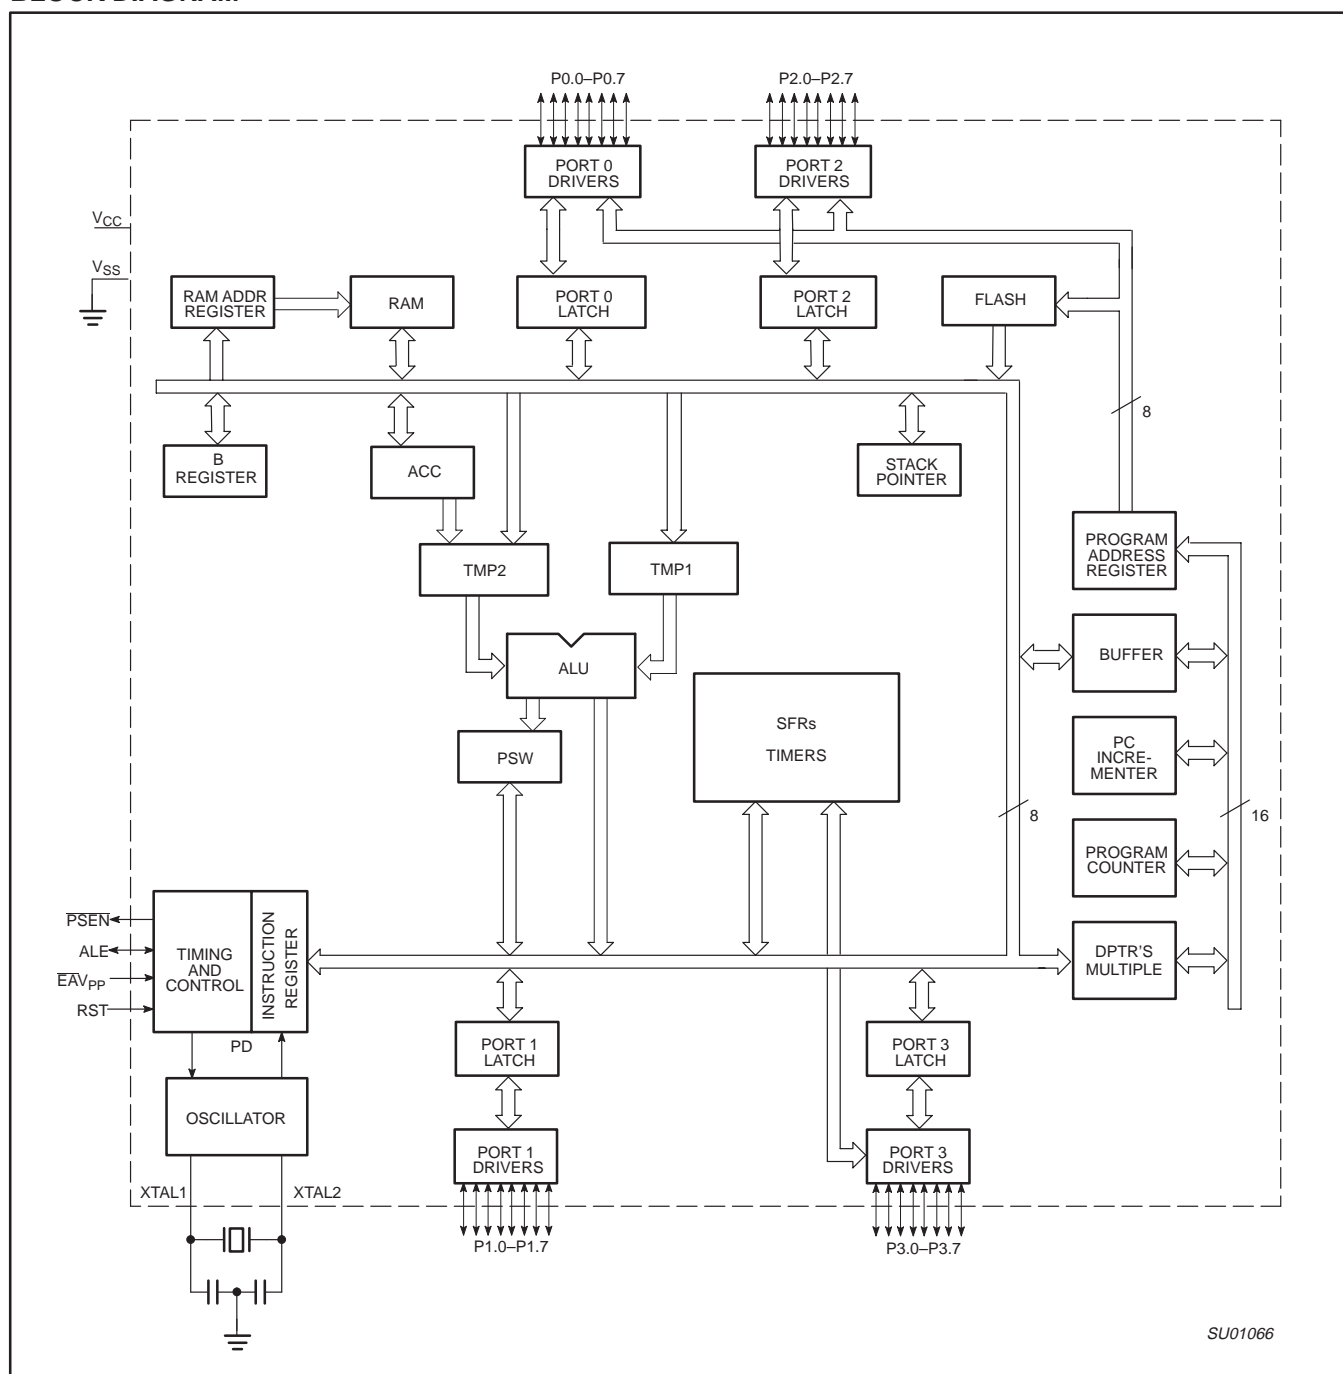 P0.0–P0.7
P2.0–P2.7
PORT 0
DRIVERS
PORT 2
DRIVERS
VCC
VSS
RAM ADDR
REGISTER
RAM
PORT 0
LATCH
PORT 2
LATCH
FLASH
8
B
REGISTER
ACC
STACK
POINTER
PROGRAM
ADDRESS
REGISTER
TMP2
TMP1
ALU
BUFFER
SFRs
TIMERS
PSW
PC
INCRE-
MENTER
8
16
PROGRAM
COUNTER
PSEN
ALE
EAVPP
RST
TIMING
AND
CONTROL
INSTRUCTION
REGISTER
DPTR'S
MULTIPLE
PD
PORT 1
LATCH
PORT 3
LATCH
OSCILLATOR
PORT 1
DRIVERS
PORT 3
DRIVERS
XTAL1
XTAL2
P1.0–P1.7
P3.0–P3.7
SU01066